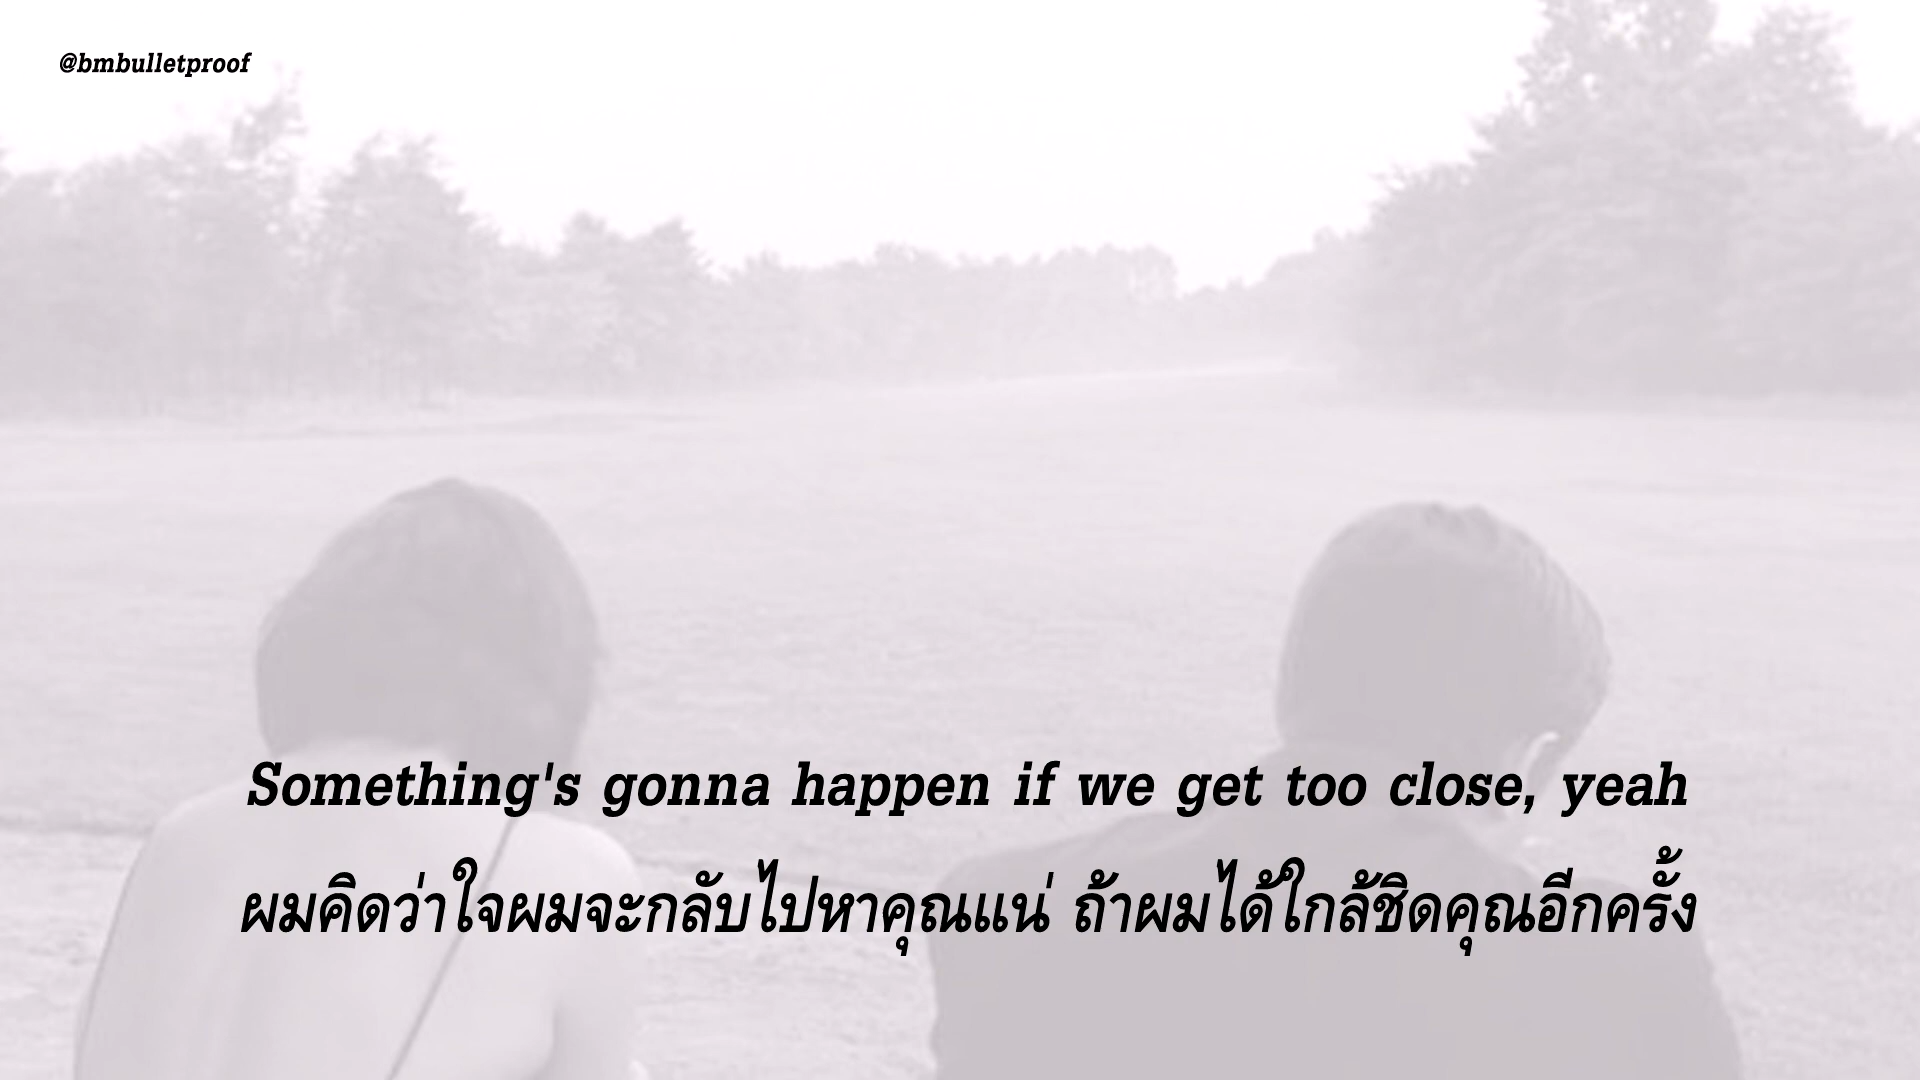 @bmbulletproof
Something's gonna happen if we get too close, yeah
ผมคิดว่าใจผมจะกลับไปหาคุณแน่ ถ้าผมได้ใกล้ชิดคุณอีกครั้ง